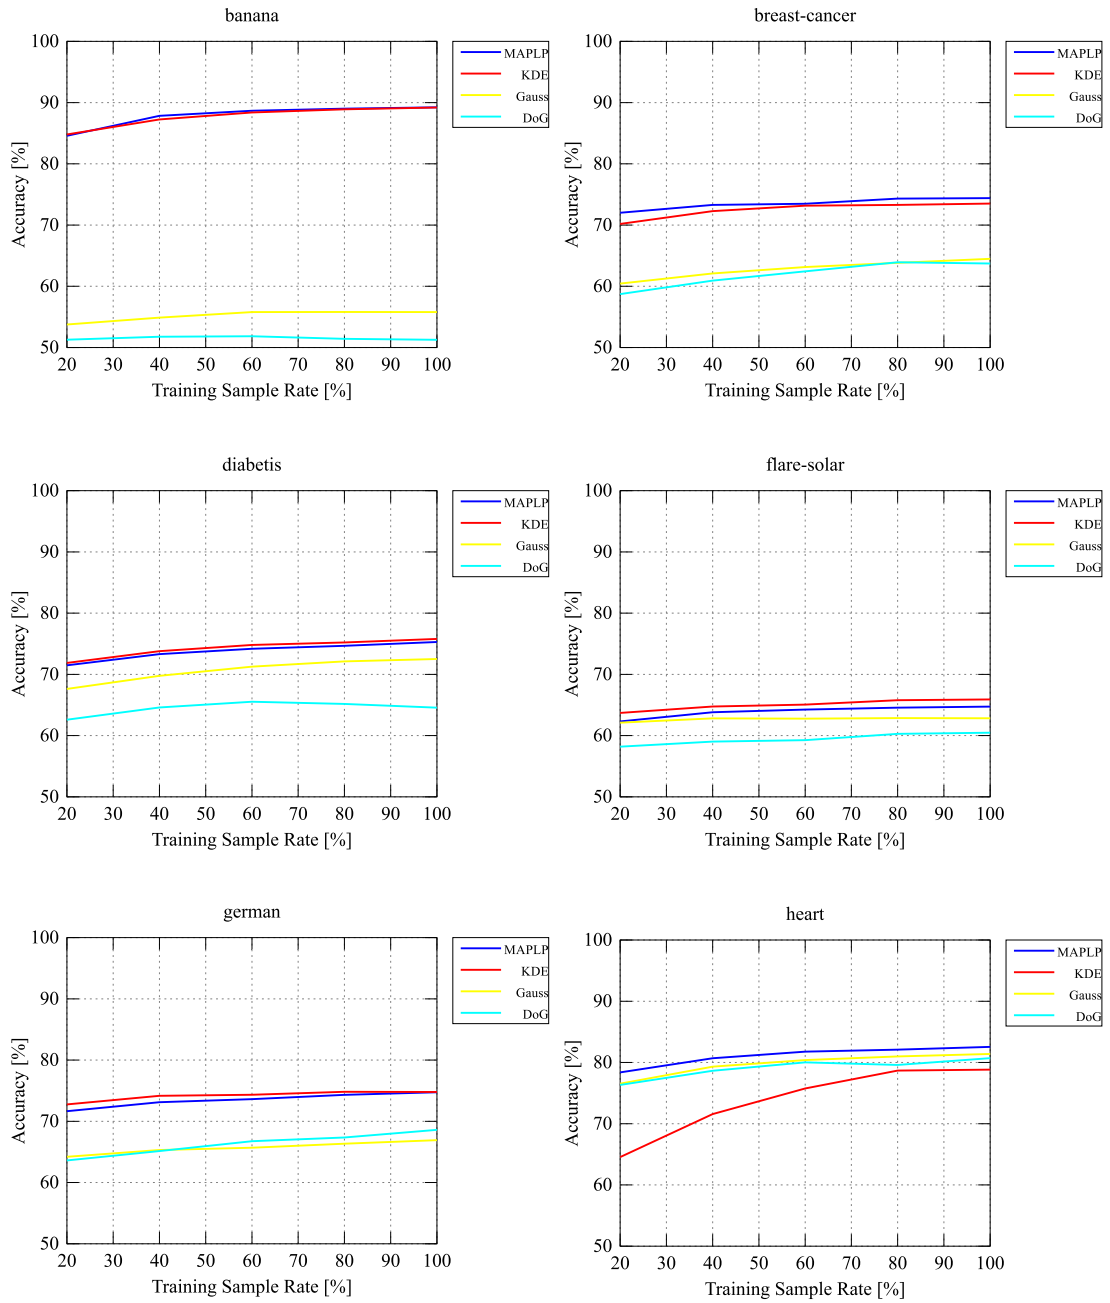 banana
100
90
80
70
60
50
20 30 40 50 60 70 80 90 100
Accuracy [%]
Training Sample Rate [%]
MAPLP
KDE
Gauss
DoG
breast-cancer
100
90
80
70
60
50
20 30 40 50 60 70 80 90 100
Accuracy [%]
Training Sample Rate [%]
MAPLP
KDE
Gauss
DoG
diabetis
100
90
80
70
60
50
20 30 40 50 60 70 80 90 100
Accuracy [%]
Training Sample Rate [%]
MAPLP
KDE
Gauss
DoG
flare-solar
100
90
80
70
60
50
20 30 40 50 60 70 80 90 100
Accuracy [%]
Training Sample Rate [%]
MAPLP
KDE
Gauss
DoG
german
100
90
80
70
60
50
20 30 40 50 60 70 80 90 100
Accuracy [%]
Training Sample Rate [%]
MAPLP
KDE
Gauss
DoG
heart
100
90
80
70
60
50
20 30 40 50 60 70 80 90 100
Accuracy [%]
Training Sample Rate [%]
MAPLP
KDE
Gauss
DoG